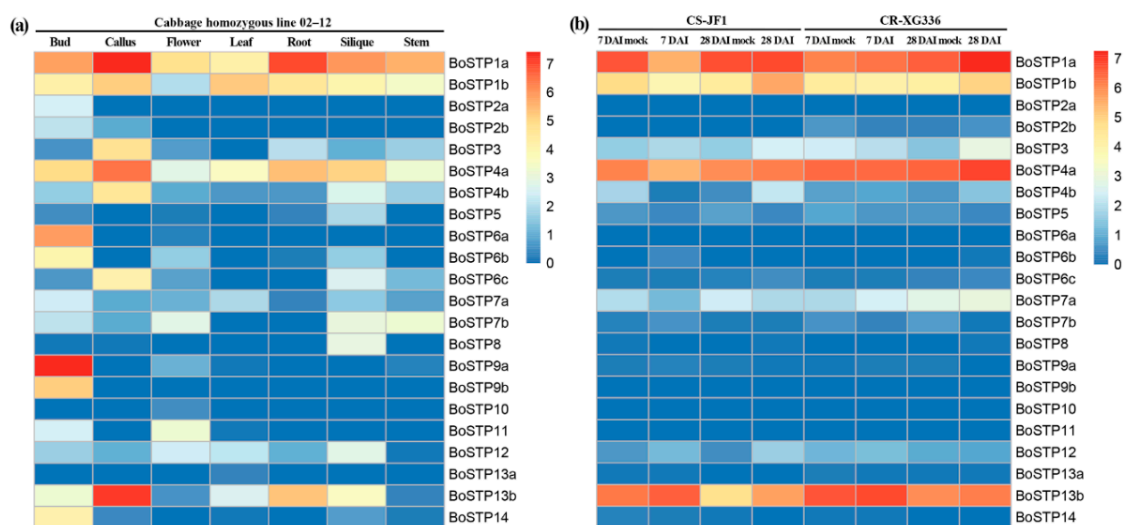 (a)
Cabbage homozygous line 02–12
Bud Callus Flower Leaf Root Silique Stem
BoSTP1a
BoSTP1b
BoSTP2a
BoSTP2b
BoSTP3
BoSTP4a
BoSTP4b
BoSTP5
BoSTP6a
BoSTP6b
BoSTP6c
BoSTP7a
BoSTP7b
BoSTP8
BoSTP9a
BoSTP9b
BoSTP10
BoSTP11
BoSTP12
BoSTP13a
BoSTP13b
BoSTP14
7
6
5
4
3
2
1
0
(b)
CS-JF1 CR-XG336
7 DAI mock 7 DAI 28 DAI mock 28 DAI 7 DAI mock 7 DAI 28 DAI mock 28 DAI
BoSTP1a
BoSTP1b
BoSTP2a
BoSTP2b
BoSTP3
BoSTP4a
BoSTP4b
BoSTP5
BoSTP6a
BoSTP6b
BoSTP6c
BoSTP7a
BoSTP7b
BoSTP8
BoSTP9a
BoSTP9b
BoSTP10
BoSTP11
BoSTP12
BoSTP13a
BoSTP13b
BoSTP14
7
6
5
4
3
2
1
0